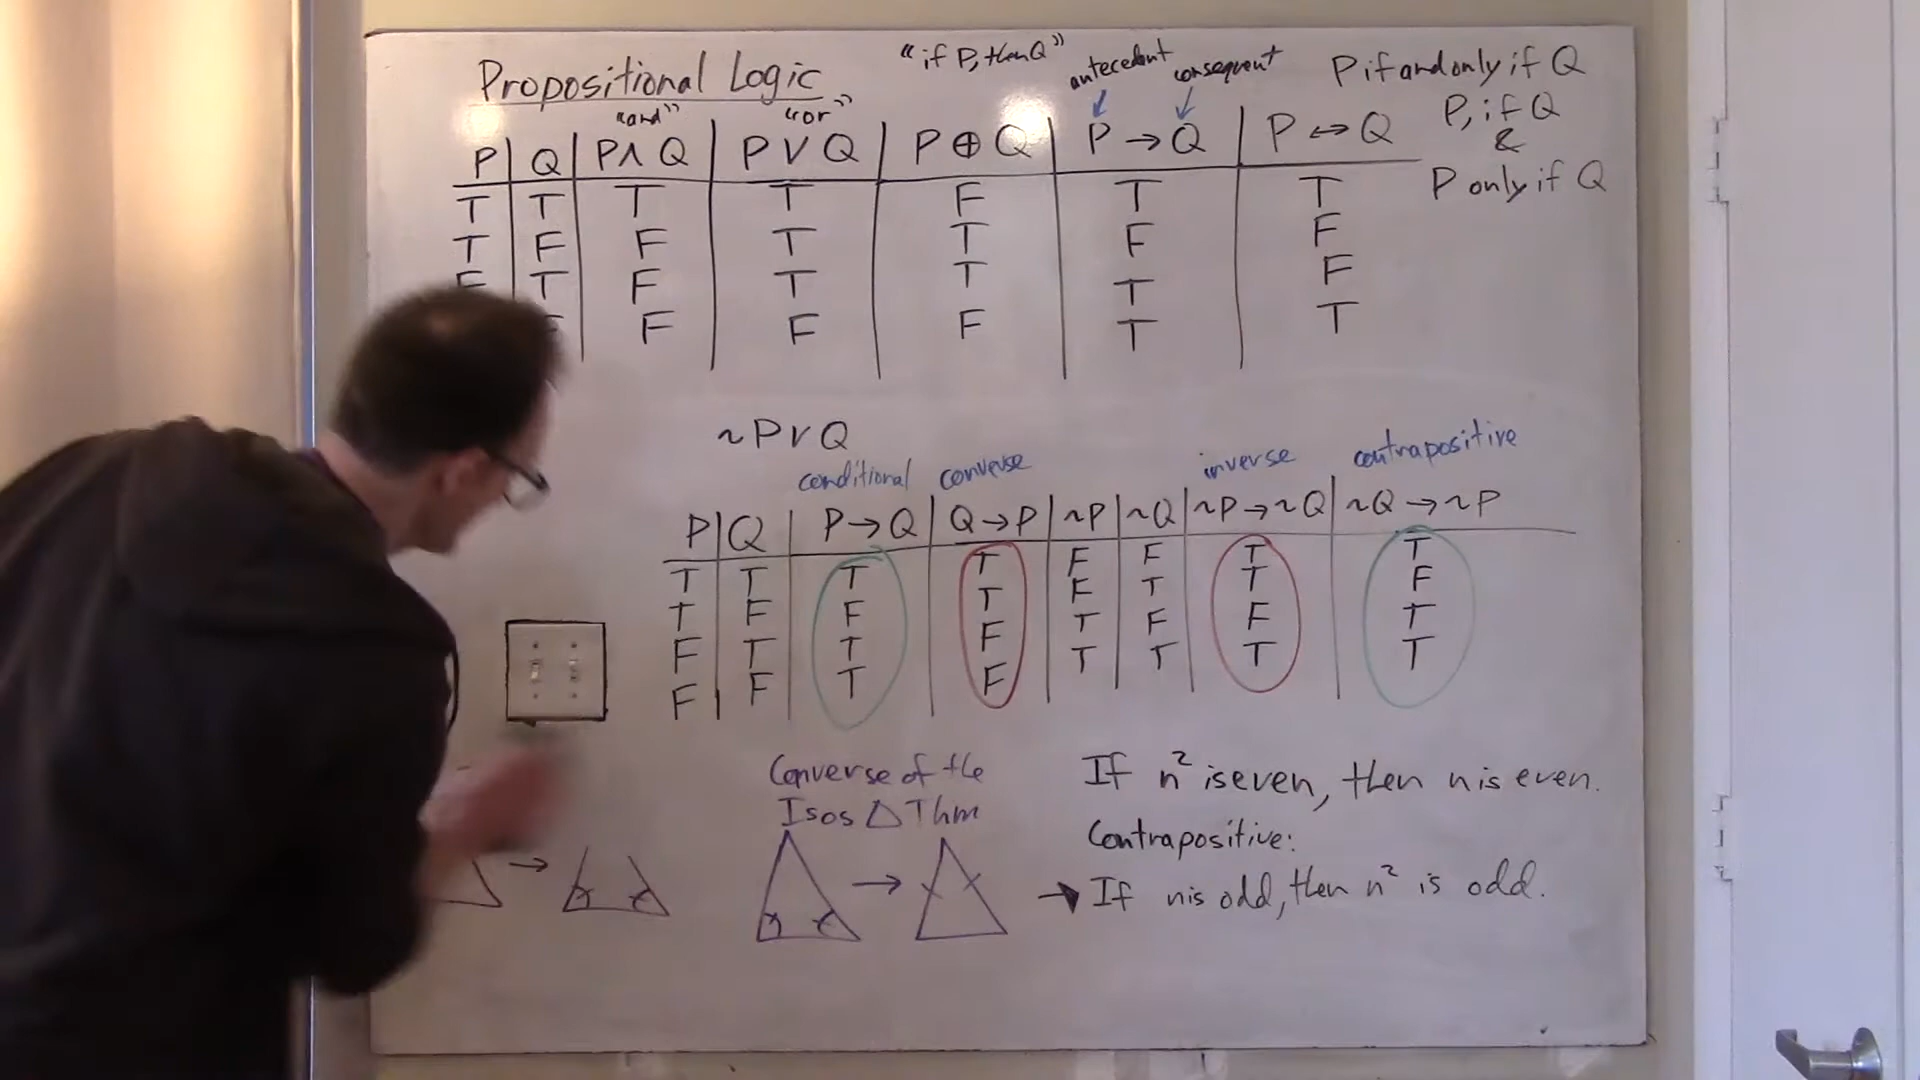 Propositional Logic
"if P, then Q"
antecedent
consequent
P if and only if Q
"and"
"or"
P, if Q
&
P only if Q
P Q P∧Q P∨Q P⊕Q P→Q P↔Q
T T T T F T T
T F F T T F F
F T F T T T F
F F F F T T
~P∨Q
conditional converse inverse contrapositive
P Q P→Q Q→P ~P ~Q ~P→~Q ~Q→~P
T T T T F F T T
T F F T F T T F
F T T F T F F T
F F T F T T T T
Converse of the
Isos △ Thm
→
→
If n² is even, then n is even.
Contrapositive:
→ If n is odd, then n² is odd.